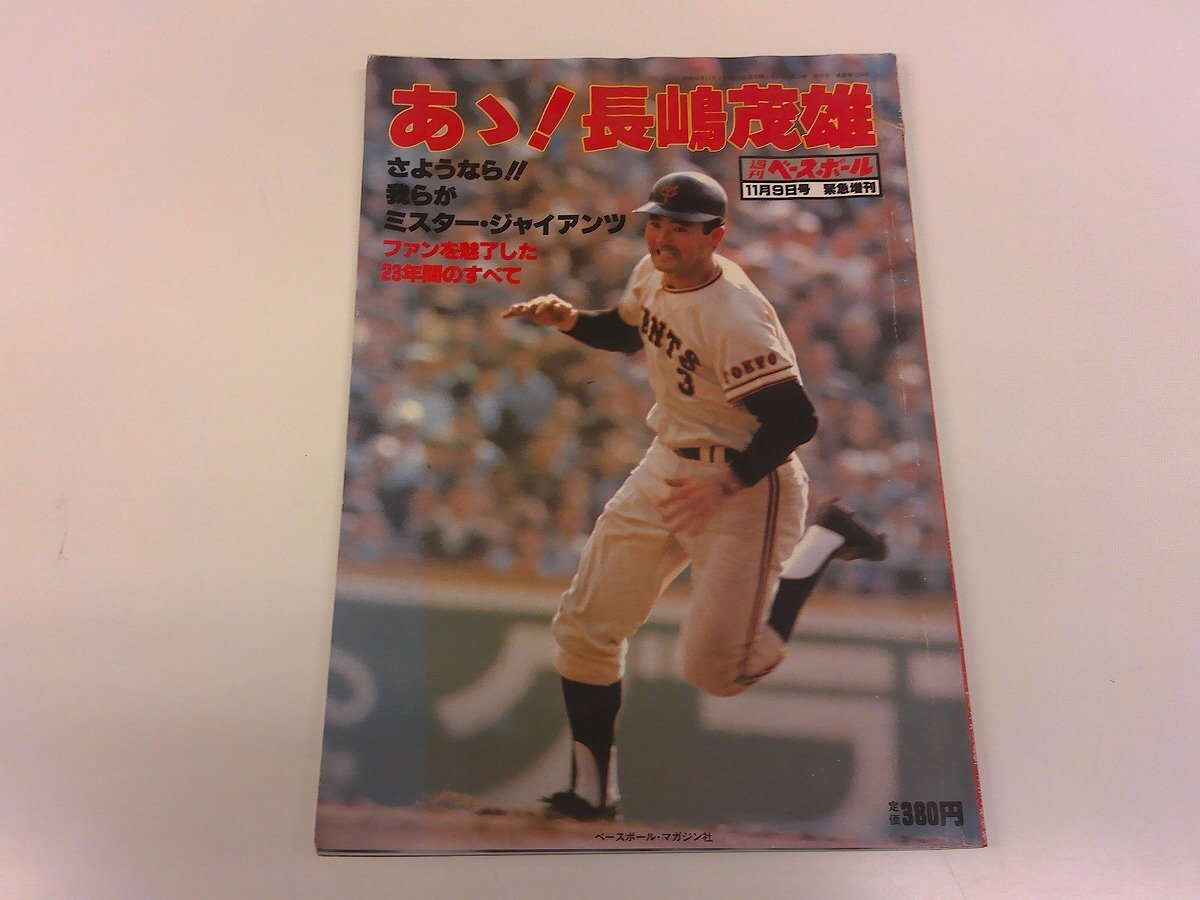 あゝ!長嶋茂雄
さようなら!!
我らが
ミスター・ジャイアンツ
ファンを魅了した
23年間のすべて
週刊ベースボール
11月9日号 緊急増刊
ANTS
3
TOKYO
定価380円
ベースボール・マガジン社